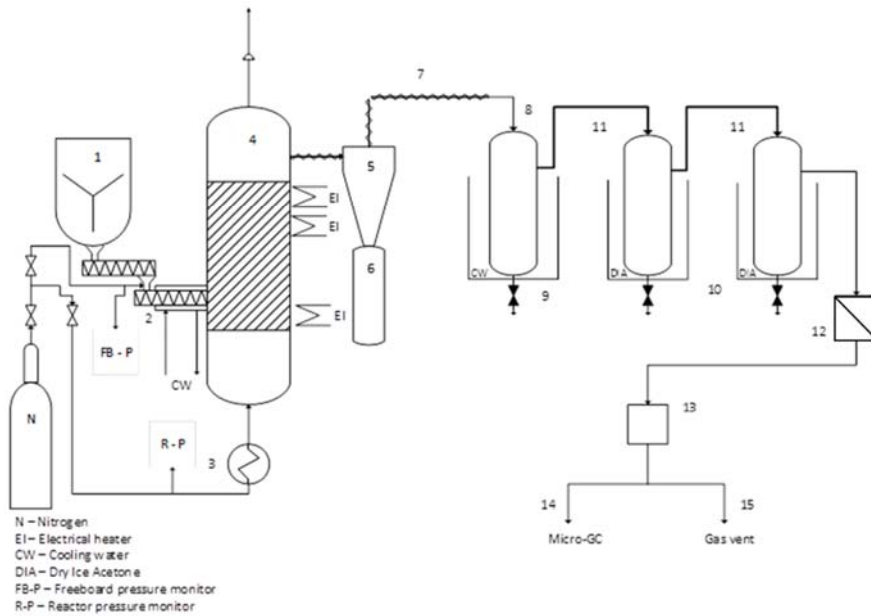 7
8
11
11
4
1
5
EI
EI
6
CW
DIA
DIA
9
10
2
EI
12
FB - P
CW
13
N
R - P
3
14
15
Micro-GC
Gas vent
N – Nitrogen
EI – Electrical heater
CW – Cooling water
DIA – Dry Ice Acetone
FB-P – Freeboard pressure monitor
R-P – Reactor pressure monitor